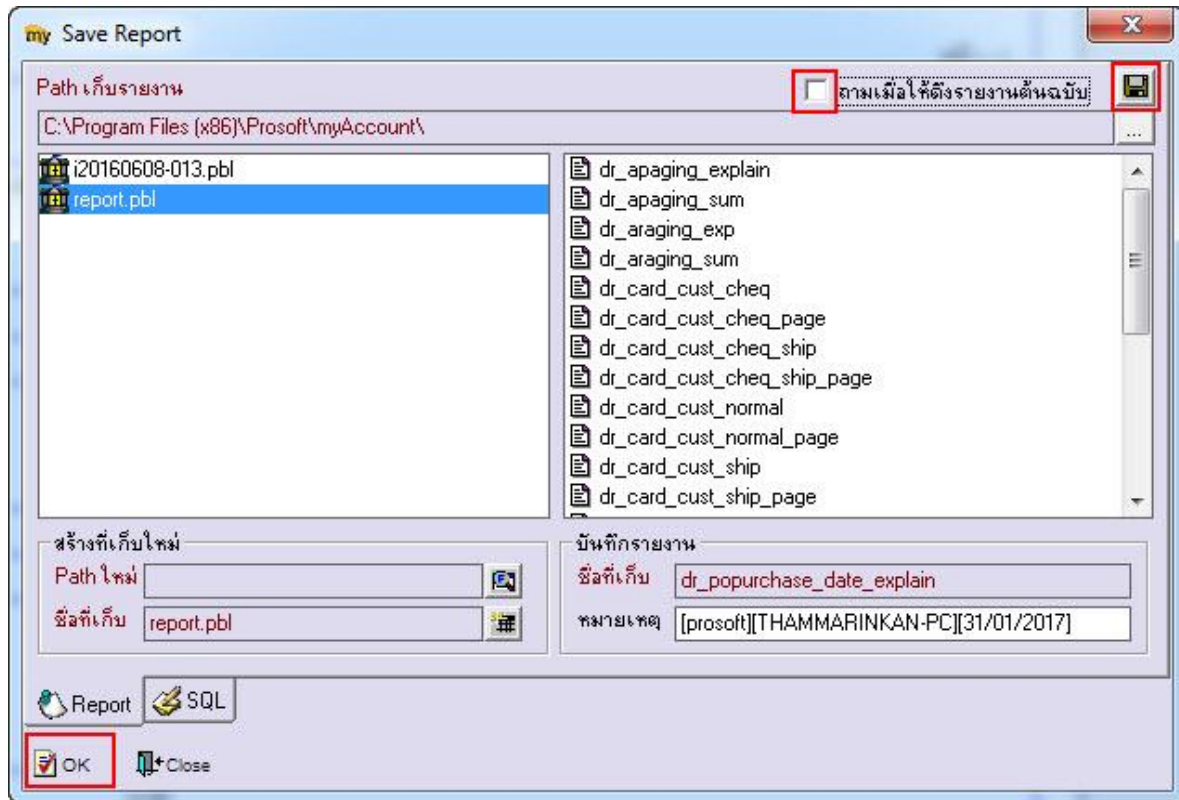 my Save Report
Path เก็บรายงาน
ถามเมื่อให้ดึงรายงานต้นฉบับ
C:\Program Files (x86)\Prosoft\myAccount\
...
i20160608-013.pbl
report.pbl
dr_apaging_explain
dr_apaging_sum
dr_araging_exp
dr_araging_sum
dr_card_cust_cheq
dr_card_cust_cheq_page
dr_card_cust_cheq_ship
dr_card_cust_cheq_ship_page
dr_card_cust_normal
dr_card_cust_normal_page
dr_card_cust_ship
dr_card_cust_ship_page
สร้างที่เก็บใหม่
Path ใหม่
ชื่อที่เก็บ report.pbl
บันทึกรายงาน
ชื่อที่เก็บ dr_popurchase_date_explain
หมายเหตุ [prosoft][THAMMARINKAN-PC][31/01/2017]
Report SQL
OK Close